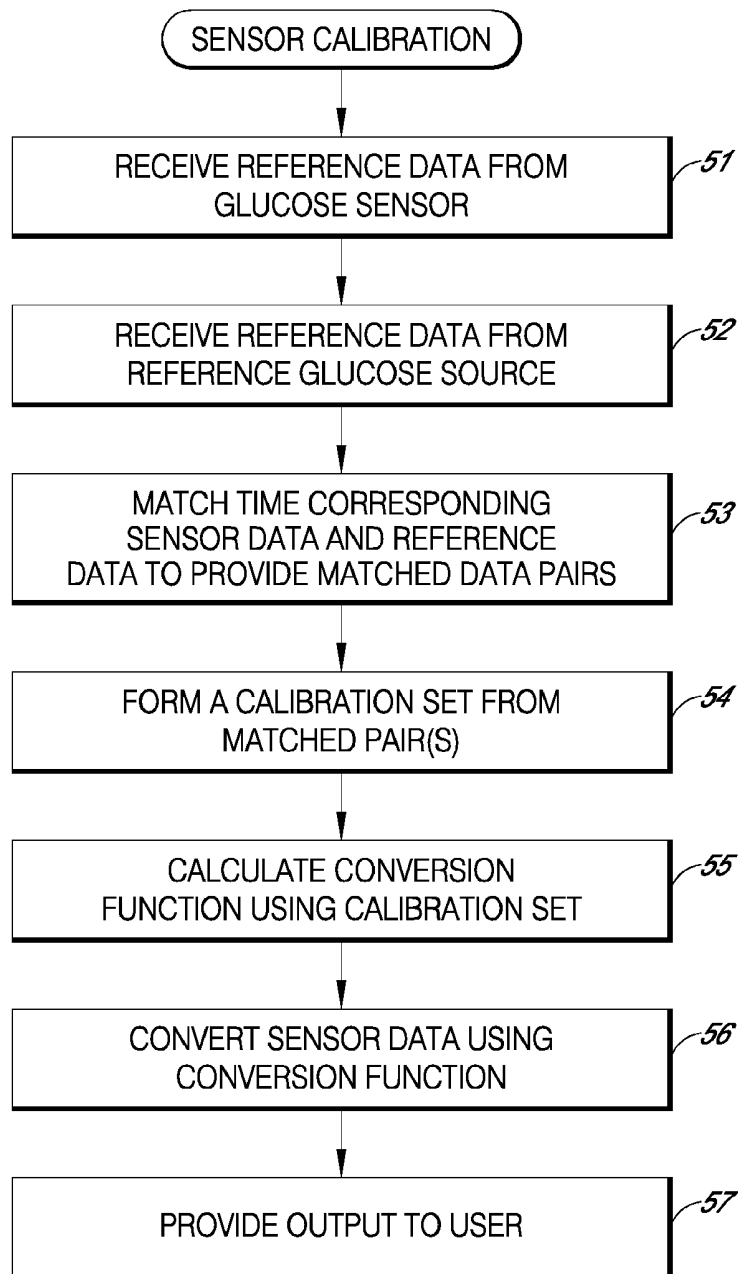 SENSOR CALIBRATION
RECEIVE REFERENCE DATA FROM
GLUCOSE SENSOR
51
RECEIVE REFERENCE DATA FROM
REFERENCE GLUCOSE SOURCE
52
MATCH TIME CORRESPONDING
SENSOR DATA AND REFERENCE
DATA TO PROVIDE MATCHED DATA PAIRS
53
FORM A CALIBRATION SET FROM
MATCHED PAIR(S)
54
CALCULATE CONVERSION
FUNCTION USING CALIBRATION SET
55
CONVERT SENSOR DATA USING
CONVERSION FUNCTION
56
PROVIDE OUTPUT TO USER
57